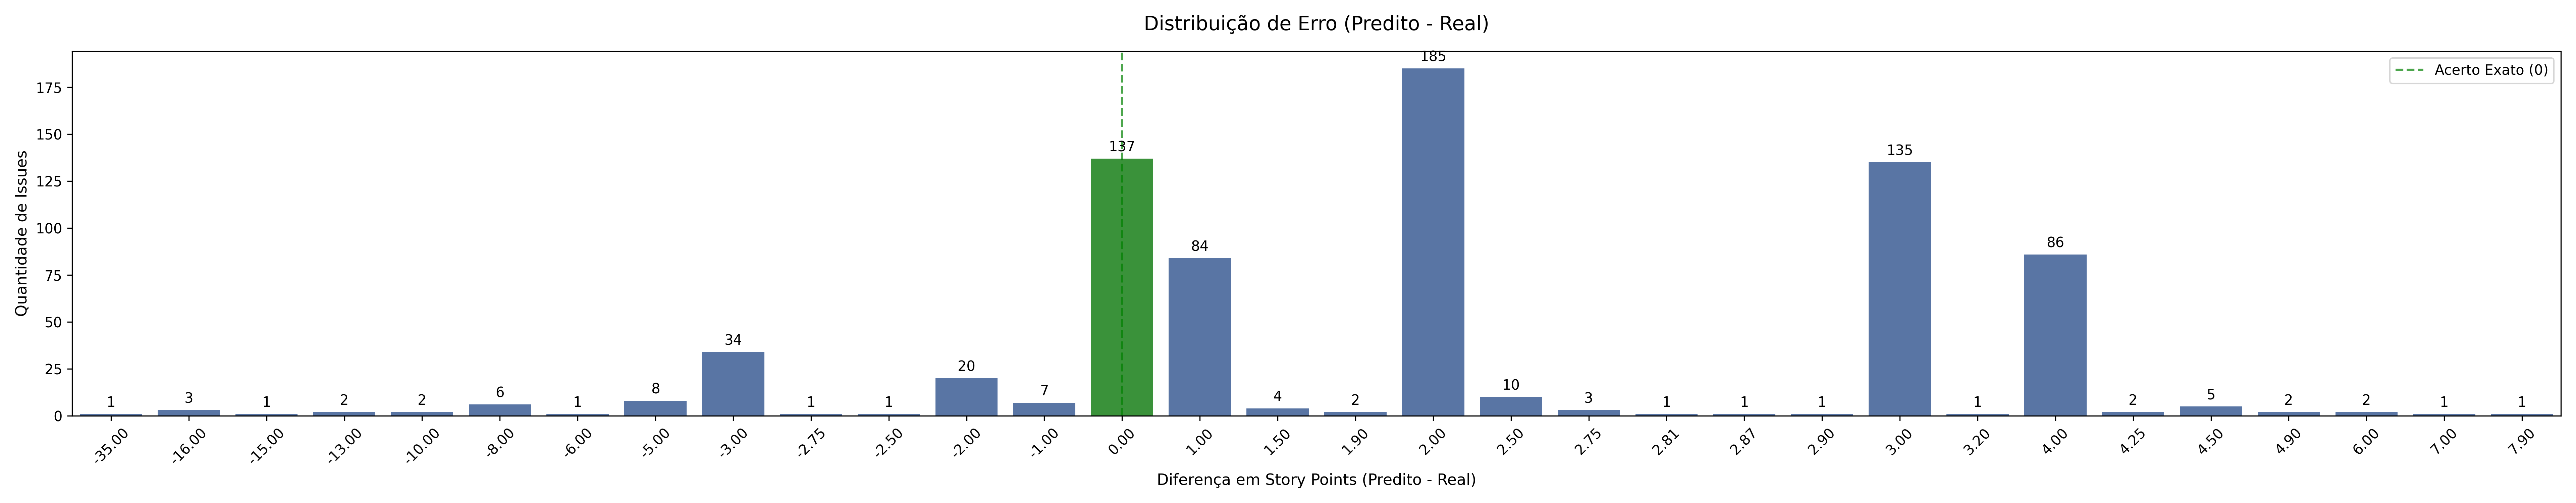 Distribuição de Erro (Predito - Real)
Acerto Exato (0)
Quantidade de Issues
175
150
125
100
75
50
25
0
1 3 1 2 2 6 1 8 34 1 1 20 7 137 84 4 2 185 10 3 1 1 1 135 1 86 2 5 2 2 1 1
-35.00 -16.00 -15.00 -13.00 -10.00 -8.00 -6.00 -5.00 -3.00 -2.75 -2.50 -2.00 -1.00 0.00 1.00 1.50 1.90 2.00 2.50 2.75 2.81 2.87 2.90 3.00 3.20 4.00 4.25 4.50 4.90 6.00 7.00 7.90
Diferença em Story Points (Predito - Real)